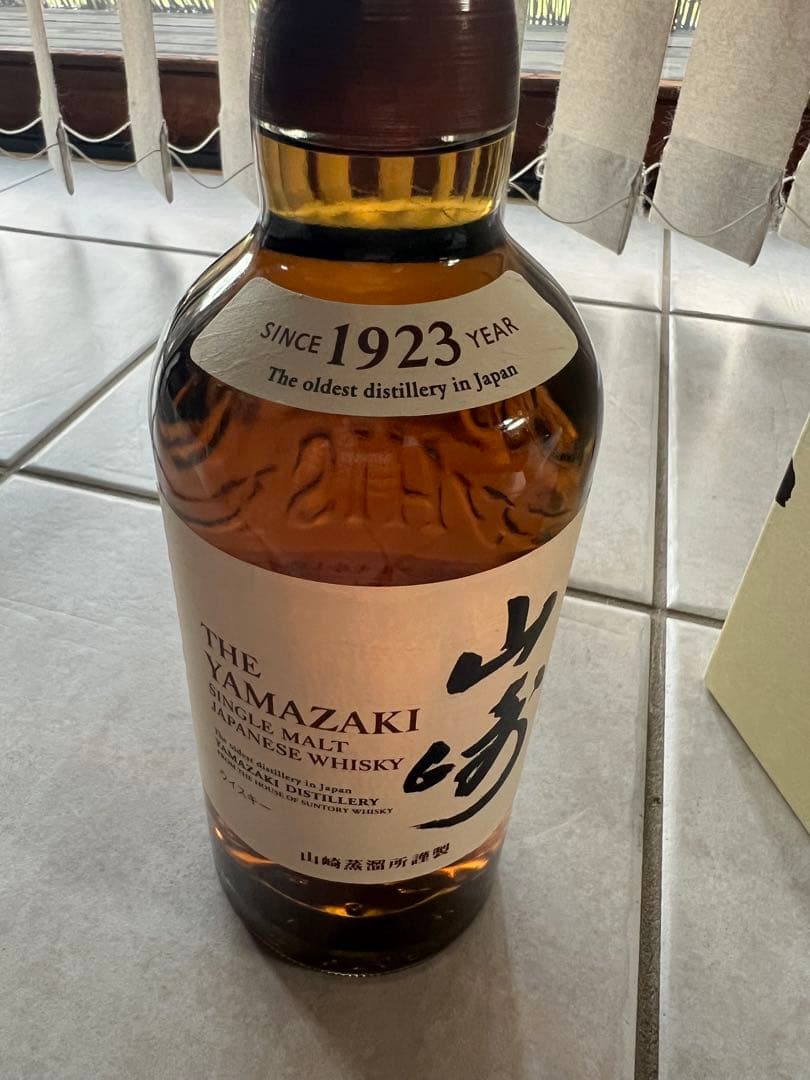 SINCE 1923 YEAR
The oldest distillery in Japan
THE
YAMAZAKI
SINGLE MALT
JAPANESE WHISKY
The oldest distillery in Japan
YAMAZAKI DISTILLERY
FROM THE HOUSE OF SUNTORY WHISKY
ウイスキー
山崎
山崎蒸溜所謹製